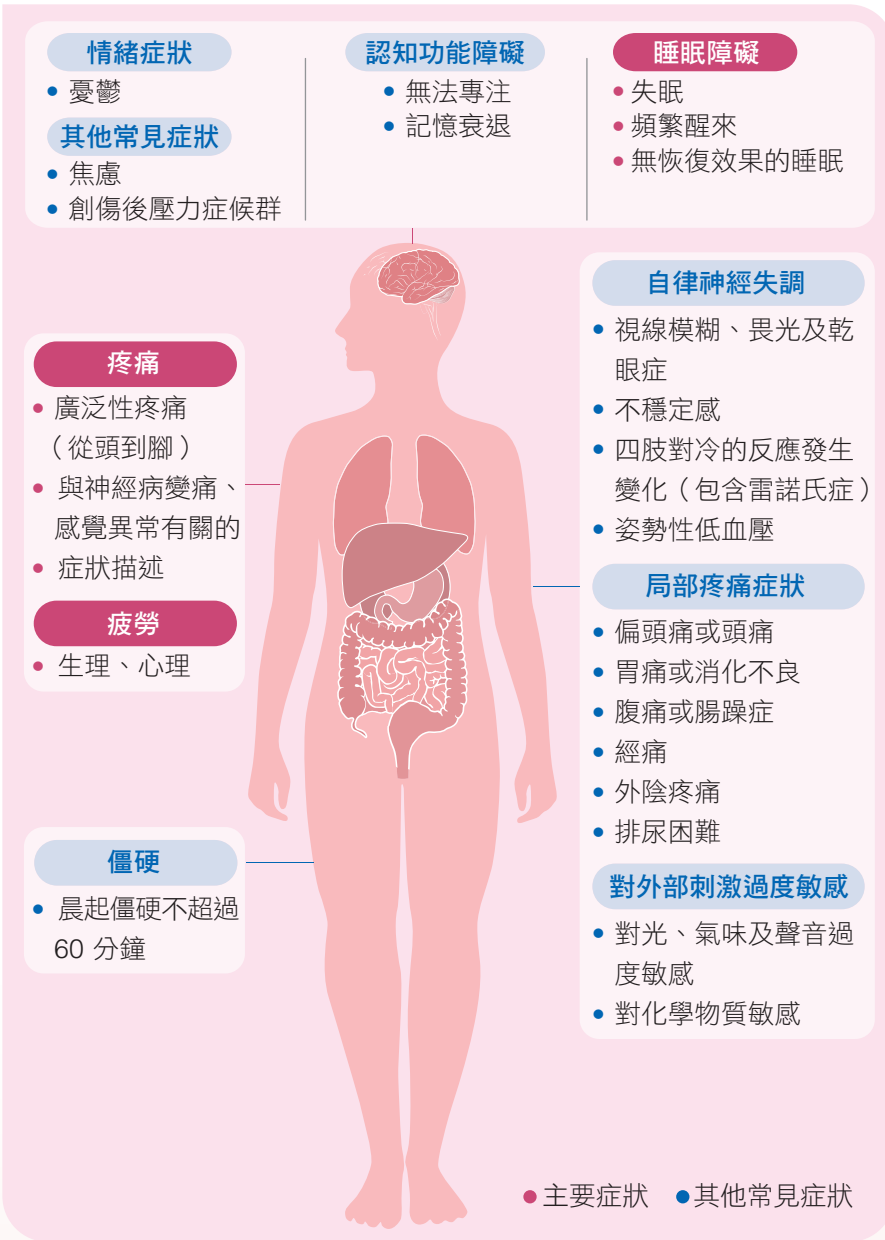 情緒症狀
憂鬱
其他常見症狀
焦慮
創傷後壓力症候群
認知功能障礙
無法專注
記憶衰退
睡眠障礙
失眠
頻繁醒來
無恢復效果的睡眠
疼痛
廣泛性疼痛
（從頭到腳）
與神經病變痛、
感覺異常有關的
症狀描述
疲勞
生理、心理
僵硬
晨起僵硬不超過
60 分鐘
自律神經失調
視線模糊、畏光及乾
眼症
不穩定感
四肢對冷的反應發生
變化（包含雷諾氏症）
姿勢性低血壓
局部疼痛症狀
偏頭痛或頭痛
胃痛或消化不良
腹痛或腸躁症
經痛
外陰疼痛
排尿困難
對外部刺激過度敏感
對光、氣味及聲音過
度敏感
對化學物質敏感
主要症狀 其他常見症狀